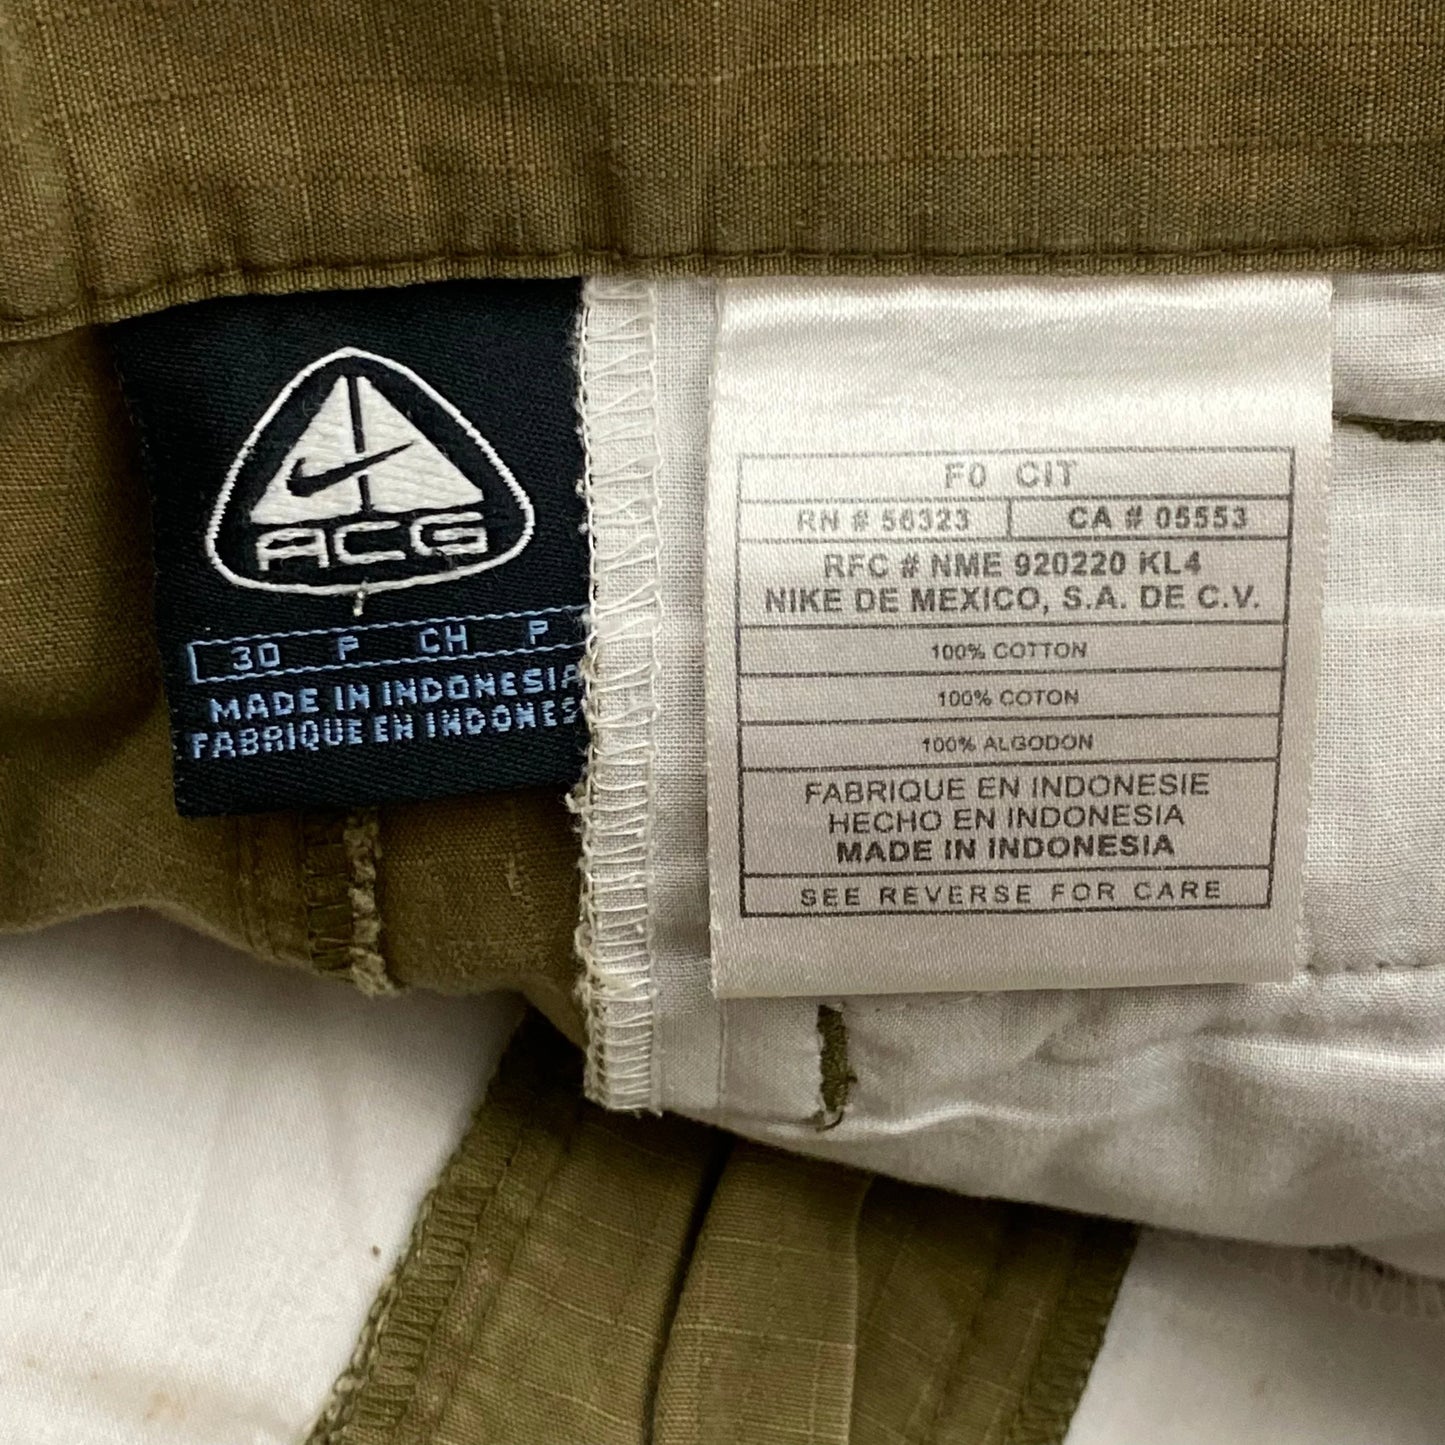 ACG
30 P CH P
MADE IN INDONESIA
FABRIQUE EN INDONES
F0 CIT
RN # 56323 CA # 05553
RFC # NME 920220 KL4
NIKE DE MEXICO, S.A. DE C.V.
100% COTTON
100% COTON
100% ALGODON
FABRIQUE EN INDONESIE
HECHO EN INDONESIA
MADE IN INDONESIA
SEE REVERSE FOR CARE